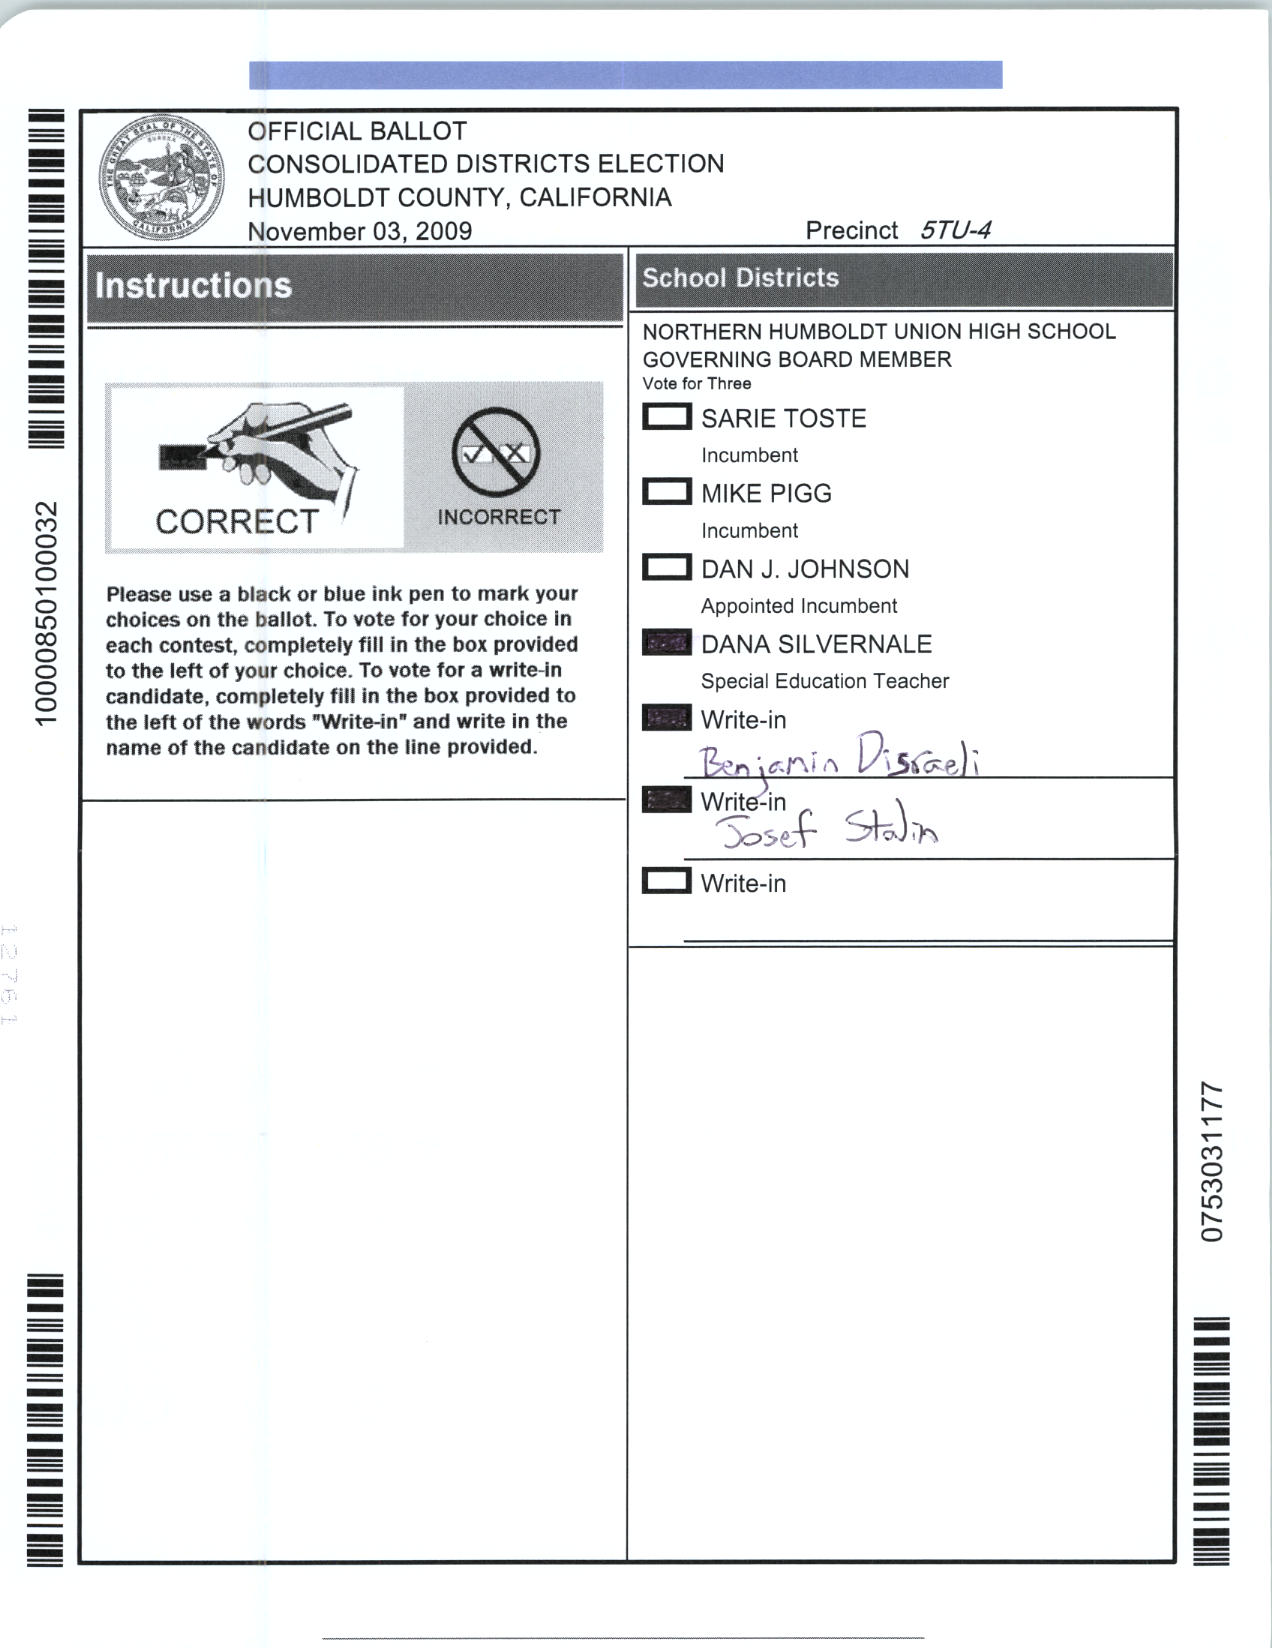 OFFICIAL BALLOT
CONSOLIDATED DISTRICTS ELECTION
HUMBOLDT COUNTY, CALIFORNIA
November 03, 2009
Precinct 5TU-4
THE GREAT SEAL OF THE STATE OF CALIFORNIA
EUREKA
Instructions
CORRECT
INCORRECT
Please use a black or blue ink pen to mark your
choices on the ballot. To vote for your choice in
each contest, completely fill in the box provided
to the left of your choice. To vote for a write-in
candidate, completely fill in the box provided to
the left of the words "Write-in" and write in the
name of the candidate on the line provided.
School Districts
NORTHERN HUMBOLDT UNION HIGH SCHOOL
GOVERNING BOARD MEMBER
Vote for Three
SARIE TOSTE
Incumbent
MIKE PIGG
Incumbent
DAN J. JOHNSON
Appointed Incumbent
DANA SILVERNALE
Special Education Teacher
Write-in
Benjamin Disraeli
Write-in
Josef Stalin
Write-in
10000850100032
12761
0753031177